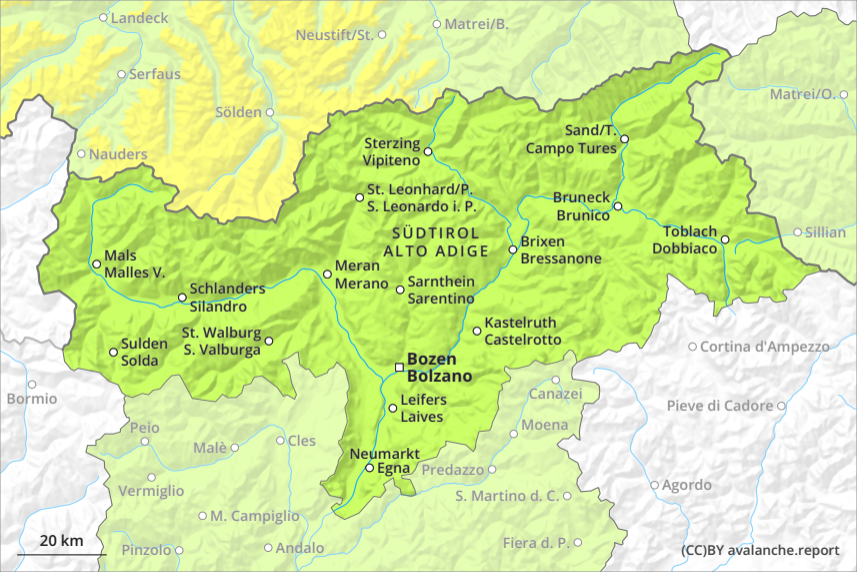 Landeck
Matrei/B.
Neustift/St.
Serfaus
Matrei/O.
Sölden
Sand/T.
Campo Tures
Sterzing
Vipiteno
Nauders
St. Leonhard/P.
S. Leonardo i. P.
Bruneck
Brunico
SÜDTIROL
ALTO ADIGE
Toblach
Dobbiaco
Sillian
Brixen
Bressanone
Mals
Malles V.
Meran
Merano
Sarnthein
Sarentino
Schlanders
Silandro
Kastelruth
Castelrotto
St. Walburg
S. Valburga
Sulden
Solda
Cortina d'Ampezzo
Bozen
Bolzano
Bormio
Canazei
Leifers
Laives
Pieve di Cadore
Peio
Moena
Malè
Cles
Neumarkt
Egna
Predazzo
Vermiglio
Agordo
S. Martino d. C.
M. Campiglio
20 km
Pinzolo
Andalo
Fiera d. P.
(CC)BY avalanche.report